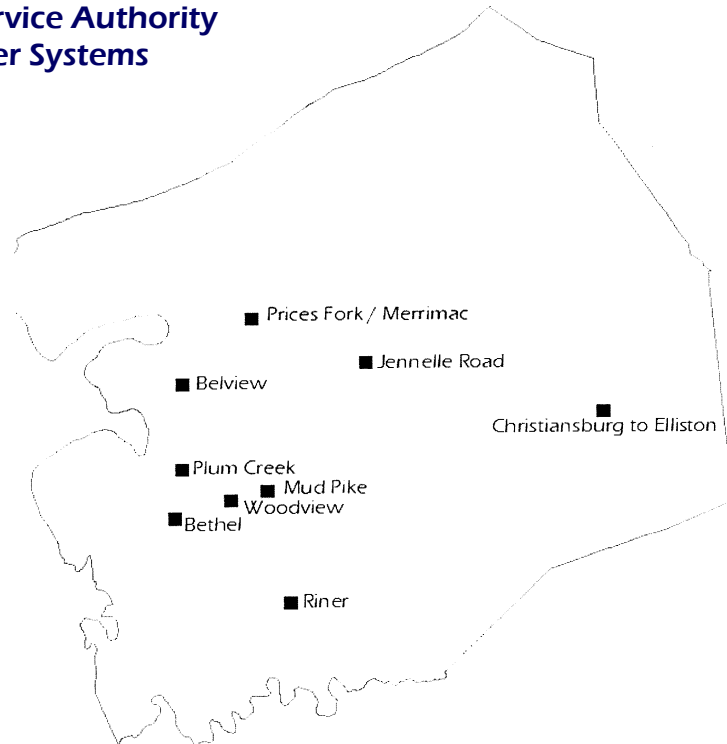 rvice Authority
er Systems
Prices Fork / Merrimac
Jennelle Road
Belview
Christiansburg to Elliston
Plum Creek
Mud Pike
Woodview
Bethel
Riner